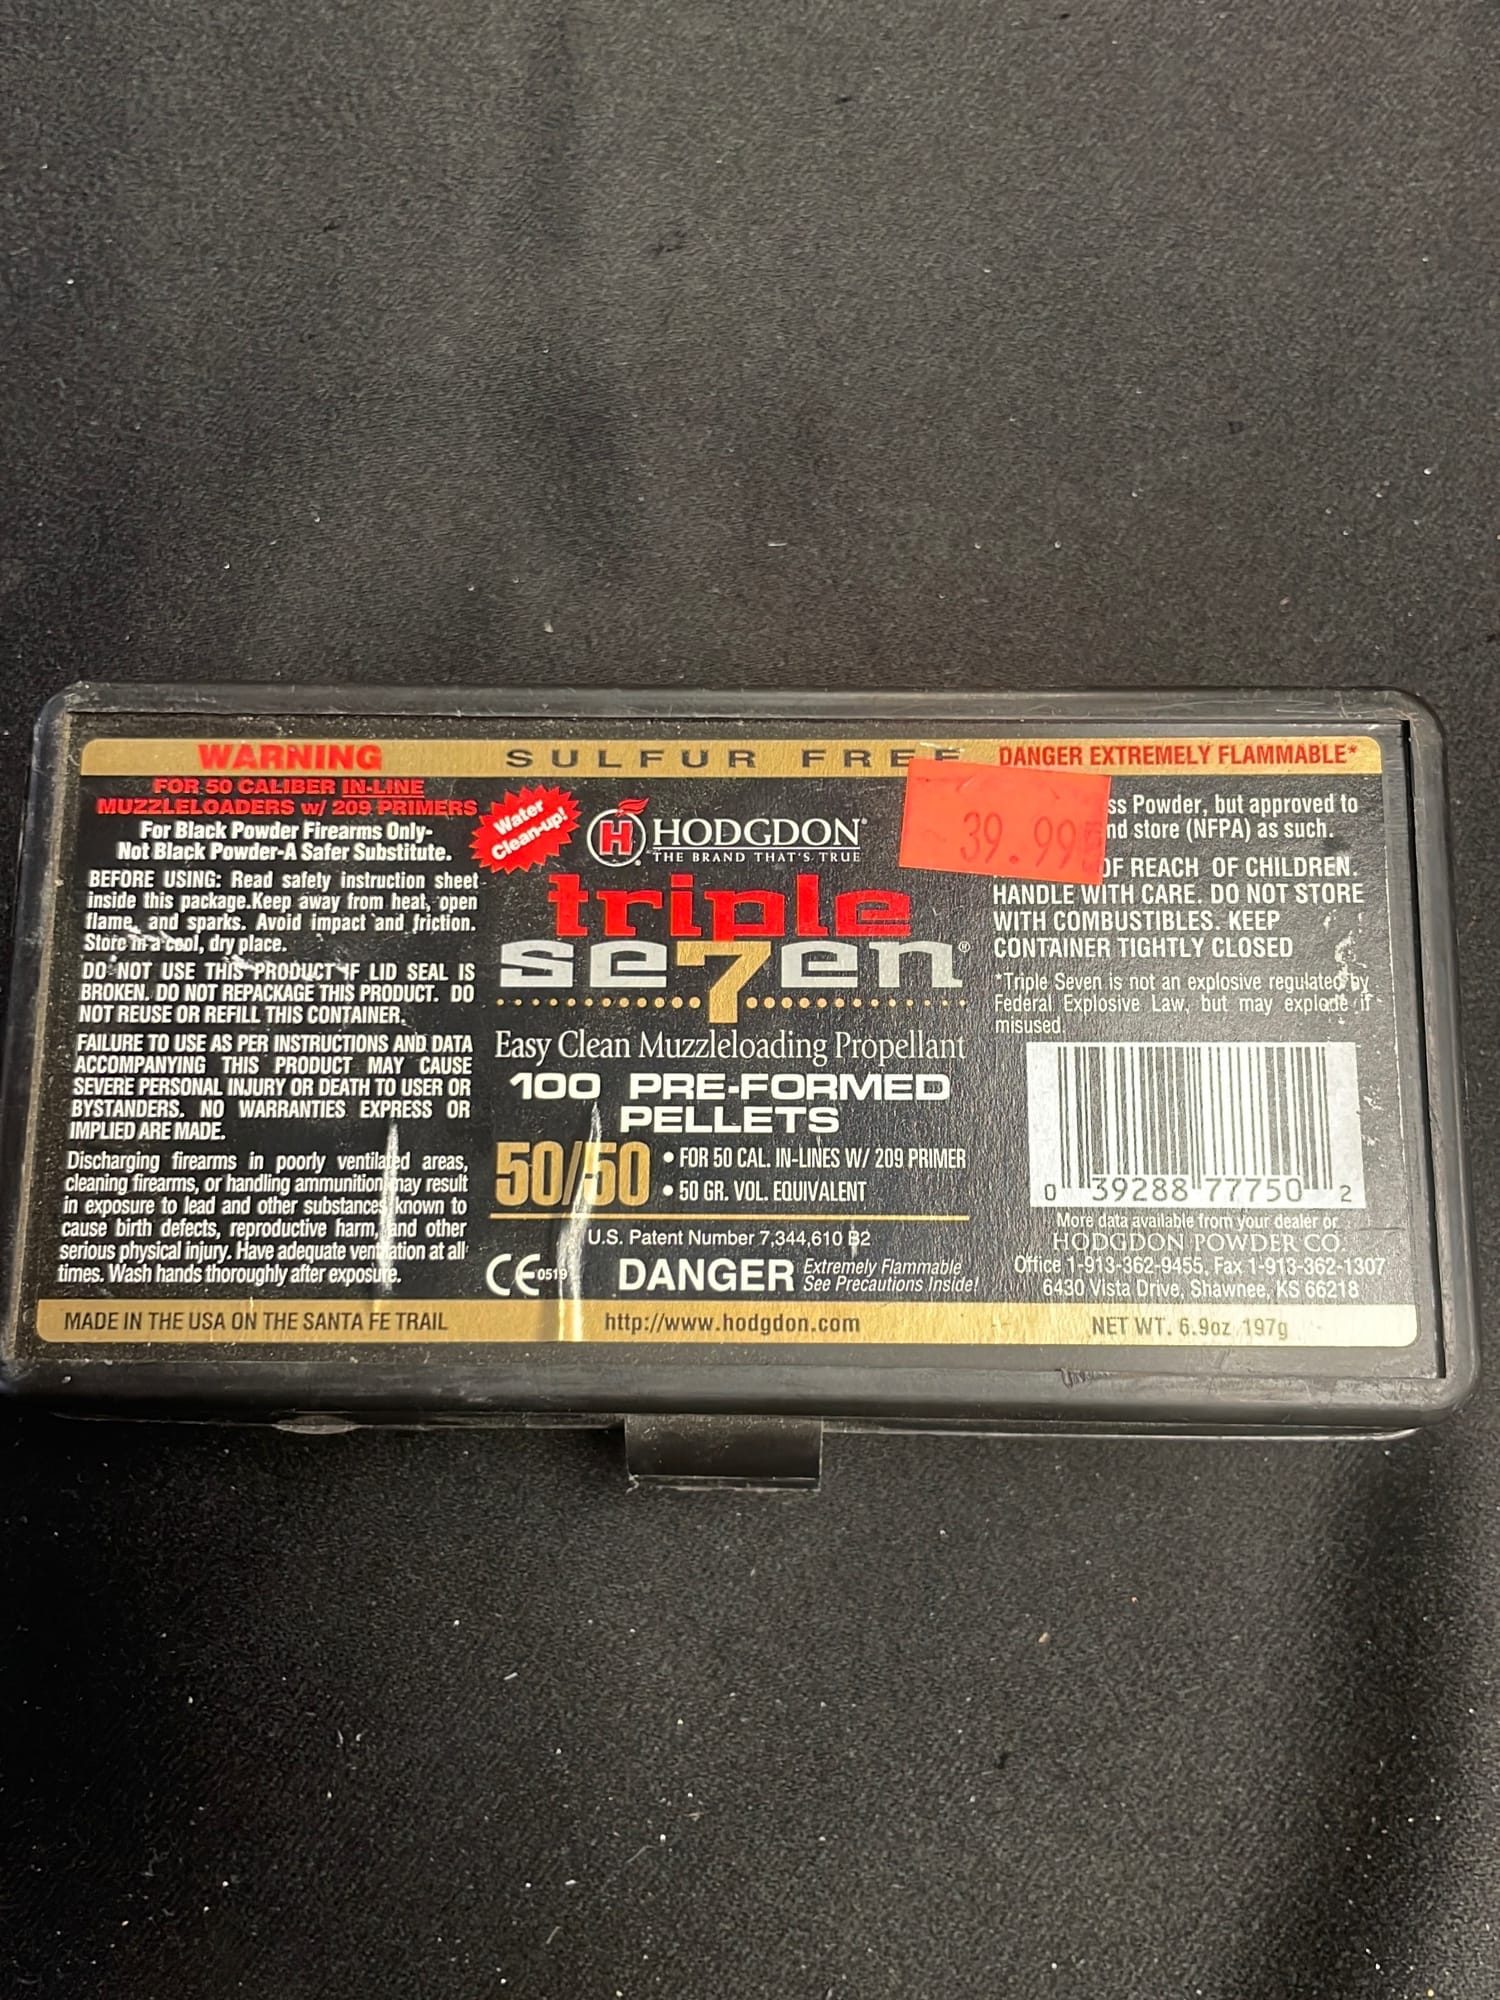 WARNING
FOR 50 CALIBER IN-LINE
MUZZLELOADERS w/ 209 PRIMERS
For Black Powder Firearms Only-
Not Black Powder-A Safer Substitute.
BEFORE USING: Read safety instruction sheet
inside this package.Keep away from heat, open
flame, and sparks. Avoid impact and friction.
Store in a cool, dry place.
DO NOT USE THIS PRODUCT IF LID SEAL IS
BROKEN. DO NOT REPACKAGE THIS PRODUCT. DO
NOT REUSE OR REFILL THIS CONTAINER.
FAILURE TO USE AS PER INSTRUCTIONS AND DATA
ACCOMPANYING THIS PRODUCT MAY CAUSE
SEVERE PERSONAL INJURY OR DEATH TO USER OR
BYSTANDERS. NO WARRANTIES EXPRESS OR
IMPLIED ARE MADE.
Discharging firearms in poorly ventilated areas,
cleaning firearms, or handling ammunition may result
in exposure to lead and other substances known to
cause birth defects, reproductive harm, and other
serious physical injury. Have adequate ventilation at all
times. Wash hands thoroughly after exposure.
MADE IN THE USA ON THE SANTA FE TRAIL
SULFUR FREE
Water
Clean-up!
H HODGDON
THE BRAND THAT'S TRUE
triple
se7en®
Easy Clean Muzzleloading Propellant
100 PRE-FORMED
PELLETS
50/50
• FOR 50 CAL. IN-LINES W/ 209 PRIMER
• 50 GR. VOL. EQUIVALENT
U.S. Patent Number 7,344,610 B2
CE 0519
DANGER
Extremely Flammable
See Precautions Inside!
http://www.hodgdon.com
39.99
DANGER EXTREMELY FLAMMABLE*
ss Powder, but approved to
nd store (NFPA) as such.
OF REACH OF CHILDREN.
HANDLE WITH CARE. DO NOT STORE
WITH COMBUSTIBLES. KEEP
CONTAINER TIGHTLY CLOSED
*Triple Seven is not an explosive regulated by
Federal Explosive Law, but may explode if
misused.
0 39288 77750 2
More data available from your dealer or
HODGDON POWDER CO.
Office 1-913-362-9455, Fax 1-913-362-1307
6430 Vista Drive, Shawnee, KS 66218
NET WT. 6.9oz 197g